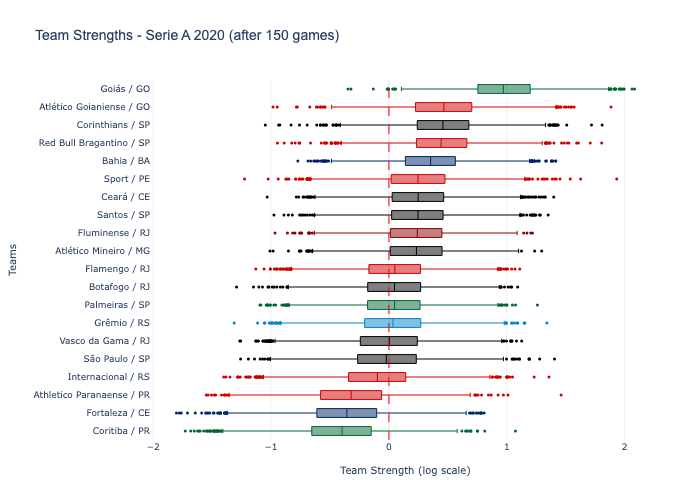 Team Strengths - Serie A 2020 (after 150 games)
Goiás / GO
Atlético Goianiense / GO
Corinthians / SP
Red Bull Bragantino / SP
Bahia / BA
Sport / PE
Ceará / CE
Santos / SP
Fluminense / RJ
Atlético Mineiro / MG
Flamengo / RJ
Botafogo / RJ
Palmeiras / SP
Grêmio / RS
Vasco da Gama / RJ
São Paulo / SP
Internacional / RS
Athletico Paranaense / PR
Fortaleza / CE
Coritiba / PR
Teams
−2 −1 0 1 2
Team Strength (log scale)